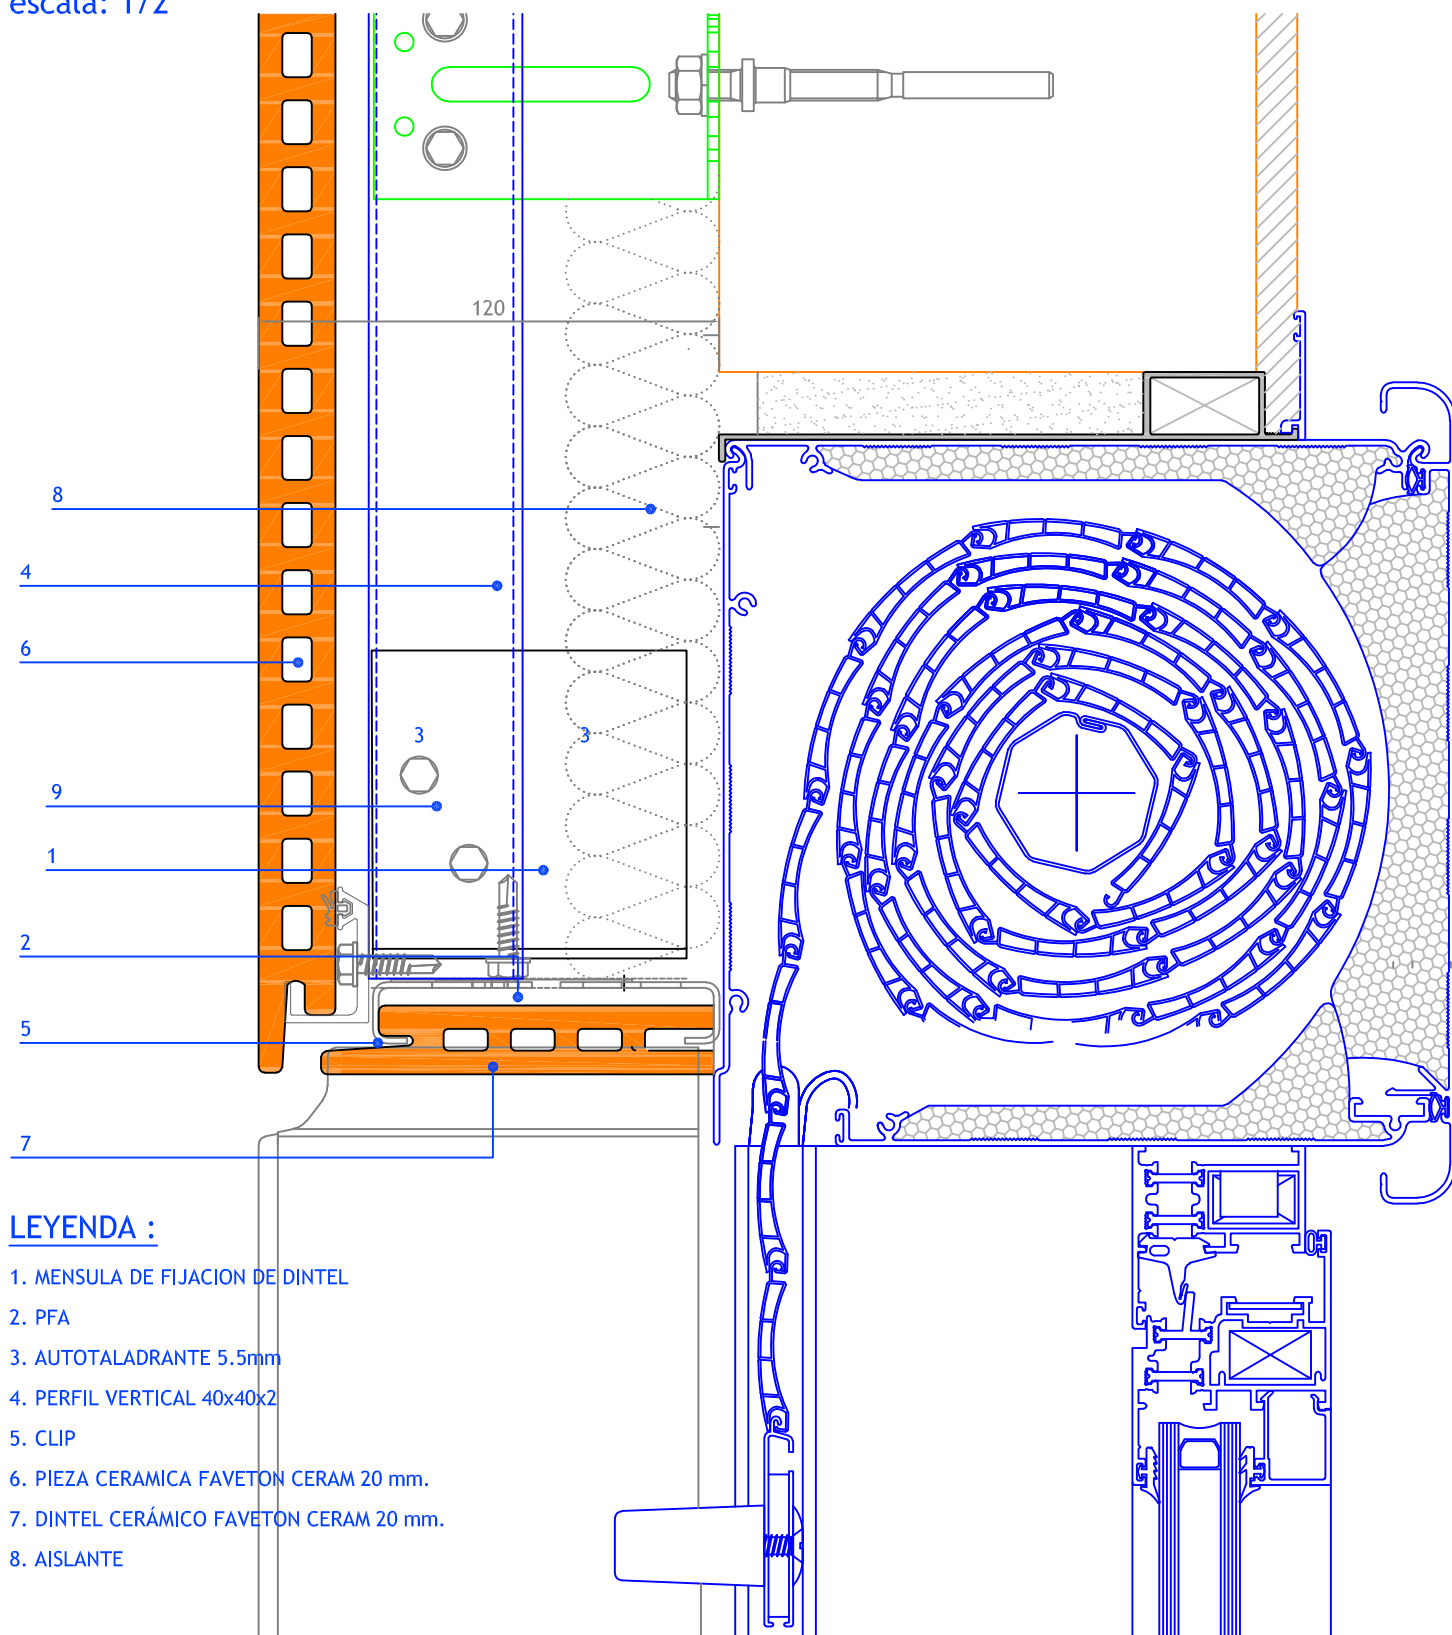 escala: 1/2
120
8
4
6
3
3
9
1
2
5
7
LEYENDA :
1. MENSULA DE FIJACION DE DINTEL
2. PFA
3. AUTOTALADRANTE 5.5mm
4. PERFIL VERTICAL 40x40x2
5. CLIP
6. PIEZA CERAMICA FAVETON CERAM 20 mm.
7. DINTEL CERÁMICO FAVETON CERAM 20 mm.
8. AISLANTE